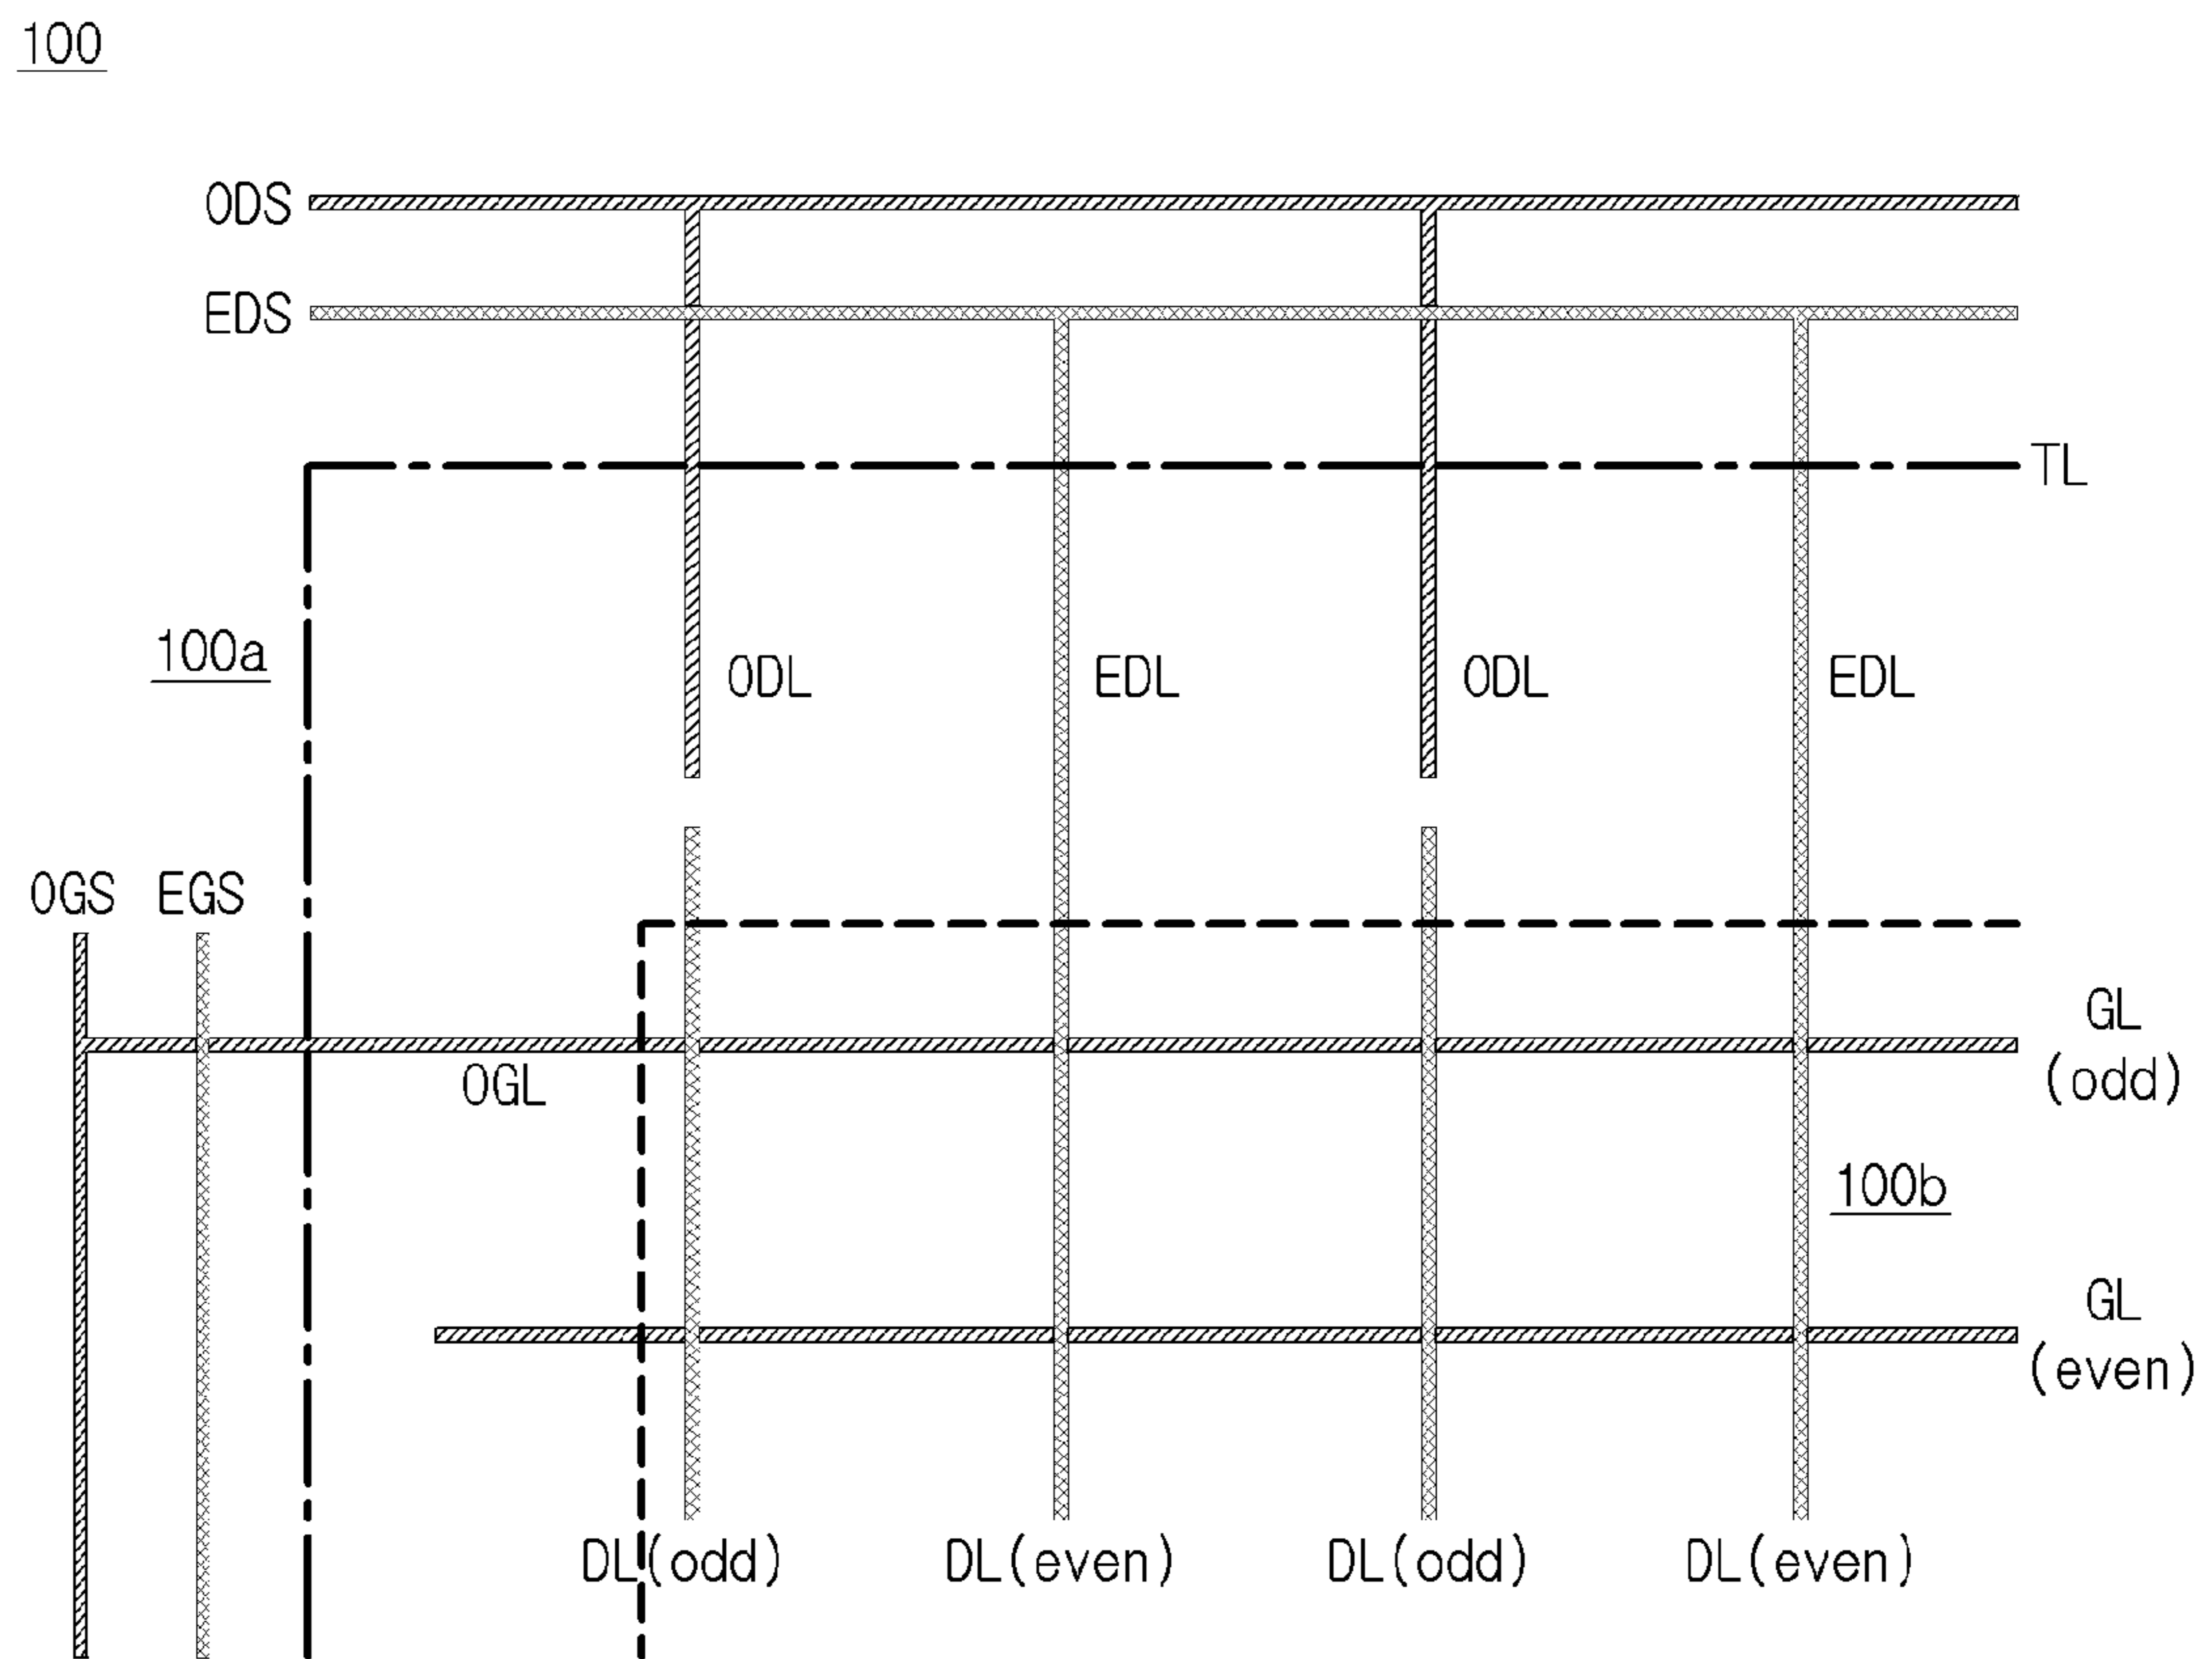 100
ODS
EDS
TL
100a
ODL EDL ODL EDL
OGS EGS
GL
(odd)
OGL
100b
GL
(even)
DL(odd) DL(even) DL(odd) DL(even)